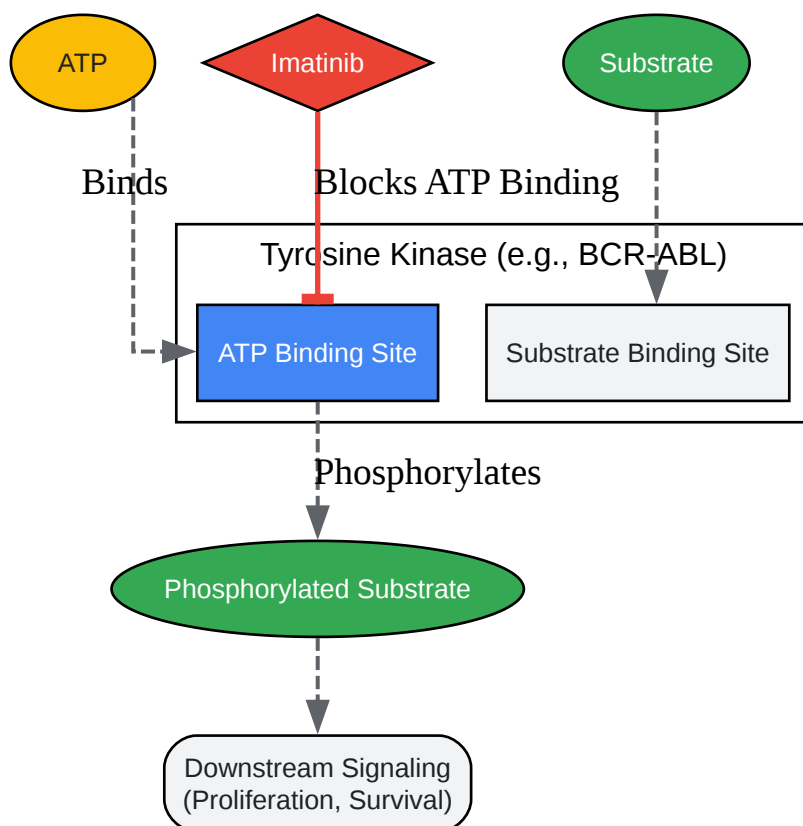 ATP
Imatinib
Substrate
Binds
Blocks ATP Binding
Tyrosine Kinase (e.g., BCR-ABL)
ATP Binding Site
Substrate Binding Site
Phosphorylates
Phosphorylated Substrate
Downstream Signaling
(Proliferation, Survival)